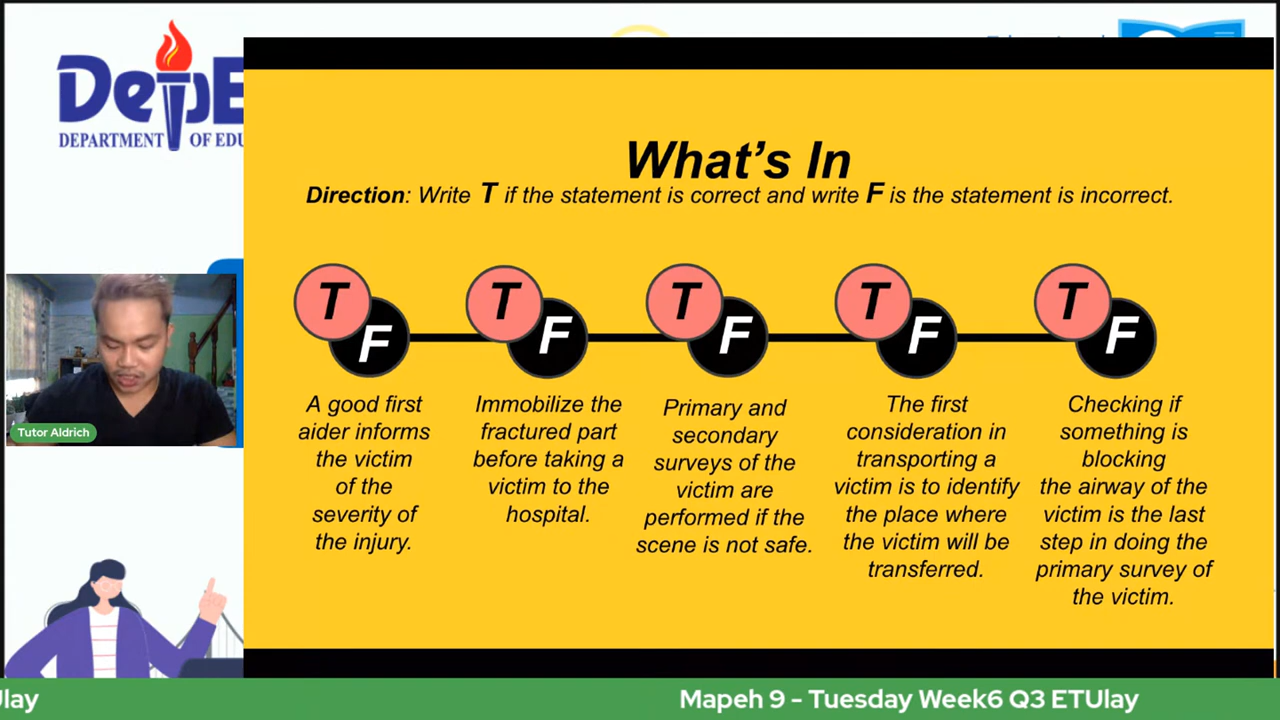 DepE
DEPARTMENT OF EDU
What's In
Direction: Write T if the statement is correct and write F is the statement is incorrect.
T F
T F
T F
T F
T F
A good first
aider informs
the victim
of the
severity of
the injury.
Immobilize the
fractured part
before taking a
victim to the
hospital.
Primary and
secondary
surveys of the
victim are
performed if the
scene is not safe.
The first
consideration in
transporting a
victim is to identify
the place where
the victim will be
transferred.
Checking if
something is
blocking
the airway of the
victim is the last
step in doing the
primary survey of
the victim.
Tutor Aldrich
Ulay
Mapeh 9 - Tuesday Week6 Q3 ETUlay